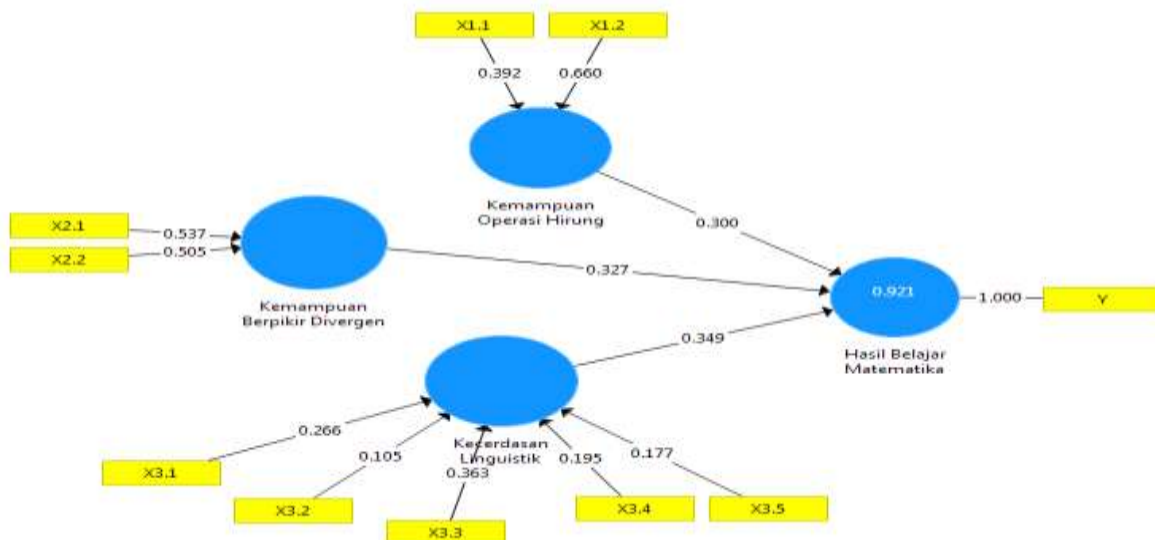 X1.1
X1.2
0.392
0.660
Kemampuan
Operasi Hirung
X2.1
0.537
X2.2
0.505
0.300
Kemampuan
Berpikir Divergen
0.327
0.921
1.000
Y
Hasil Belajar
Matematika
0.349
Kecerdasan
Linguistik
0.266
0.105
0.363
0.195
0.177
X3.1
X3.2
X3.3
X3.4
X3.5